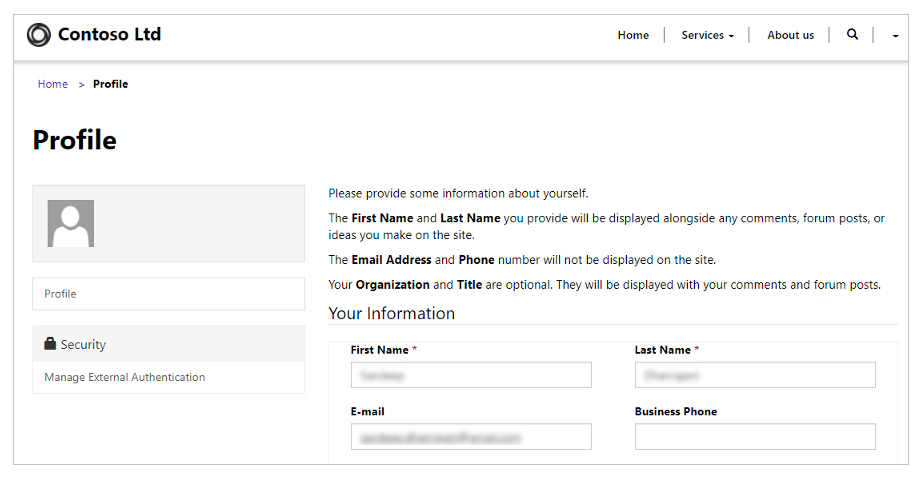 Contoso Ltd
Home Services About us
Home > Profile
Profile
Please provide some information about yourself.
The First Name and Last Name you provide will be displayed alongside any comments, forum posts, or
ideas you make on the site.
The Email Address and Phone number will not be displayed on the site.
Your Organization and Title are optional. They will be displayed with your comments and forum posts.
Profile
Security
Manage External Authentication
Your Information
First Name * Last Name *
E-mail Business Phone